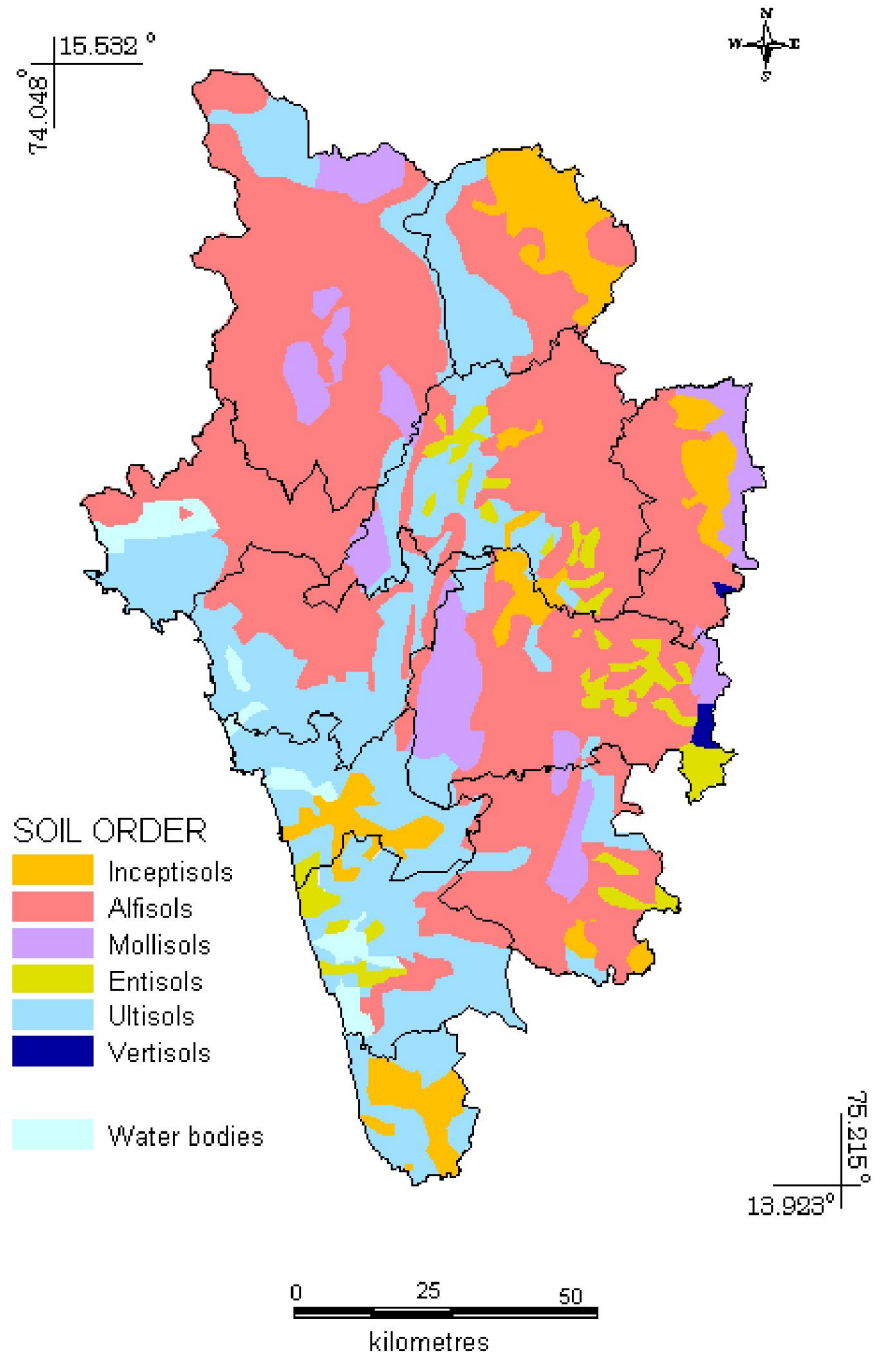 15.532 °
74.048°
N
W E
S
SOIL ORDER
Inceptisols
Alfisols
Mollisols
Entisols
Ultisols
Vertisols
Water bodies
75.215°
13.923°
0 25 50
kilometres